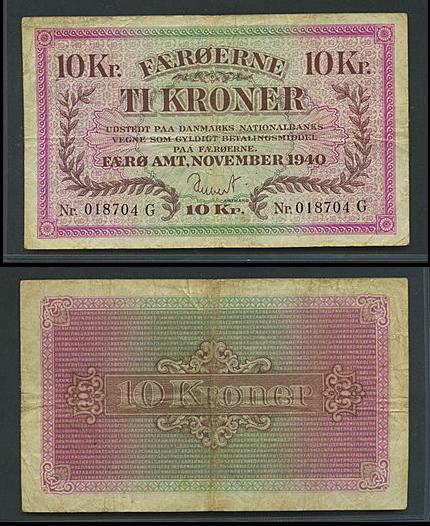 10 Kr. FÆRØERNE 10 Kr.
TI KRONER
UDSTEDT PAA DANMARKS NATIONALBANKS
VEGNE SOM GYLDIGT BETALINGSMIDDEL
PAA FÆRØERNE.
FÆRØ AMT, NOVEMBER 1940
AMTMAND
Nr. 018704 G 10 Kr. Nr. 018704 G
10 Kroner